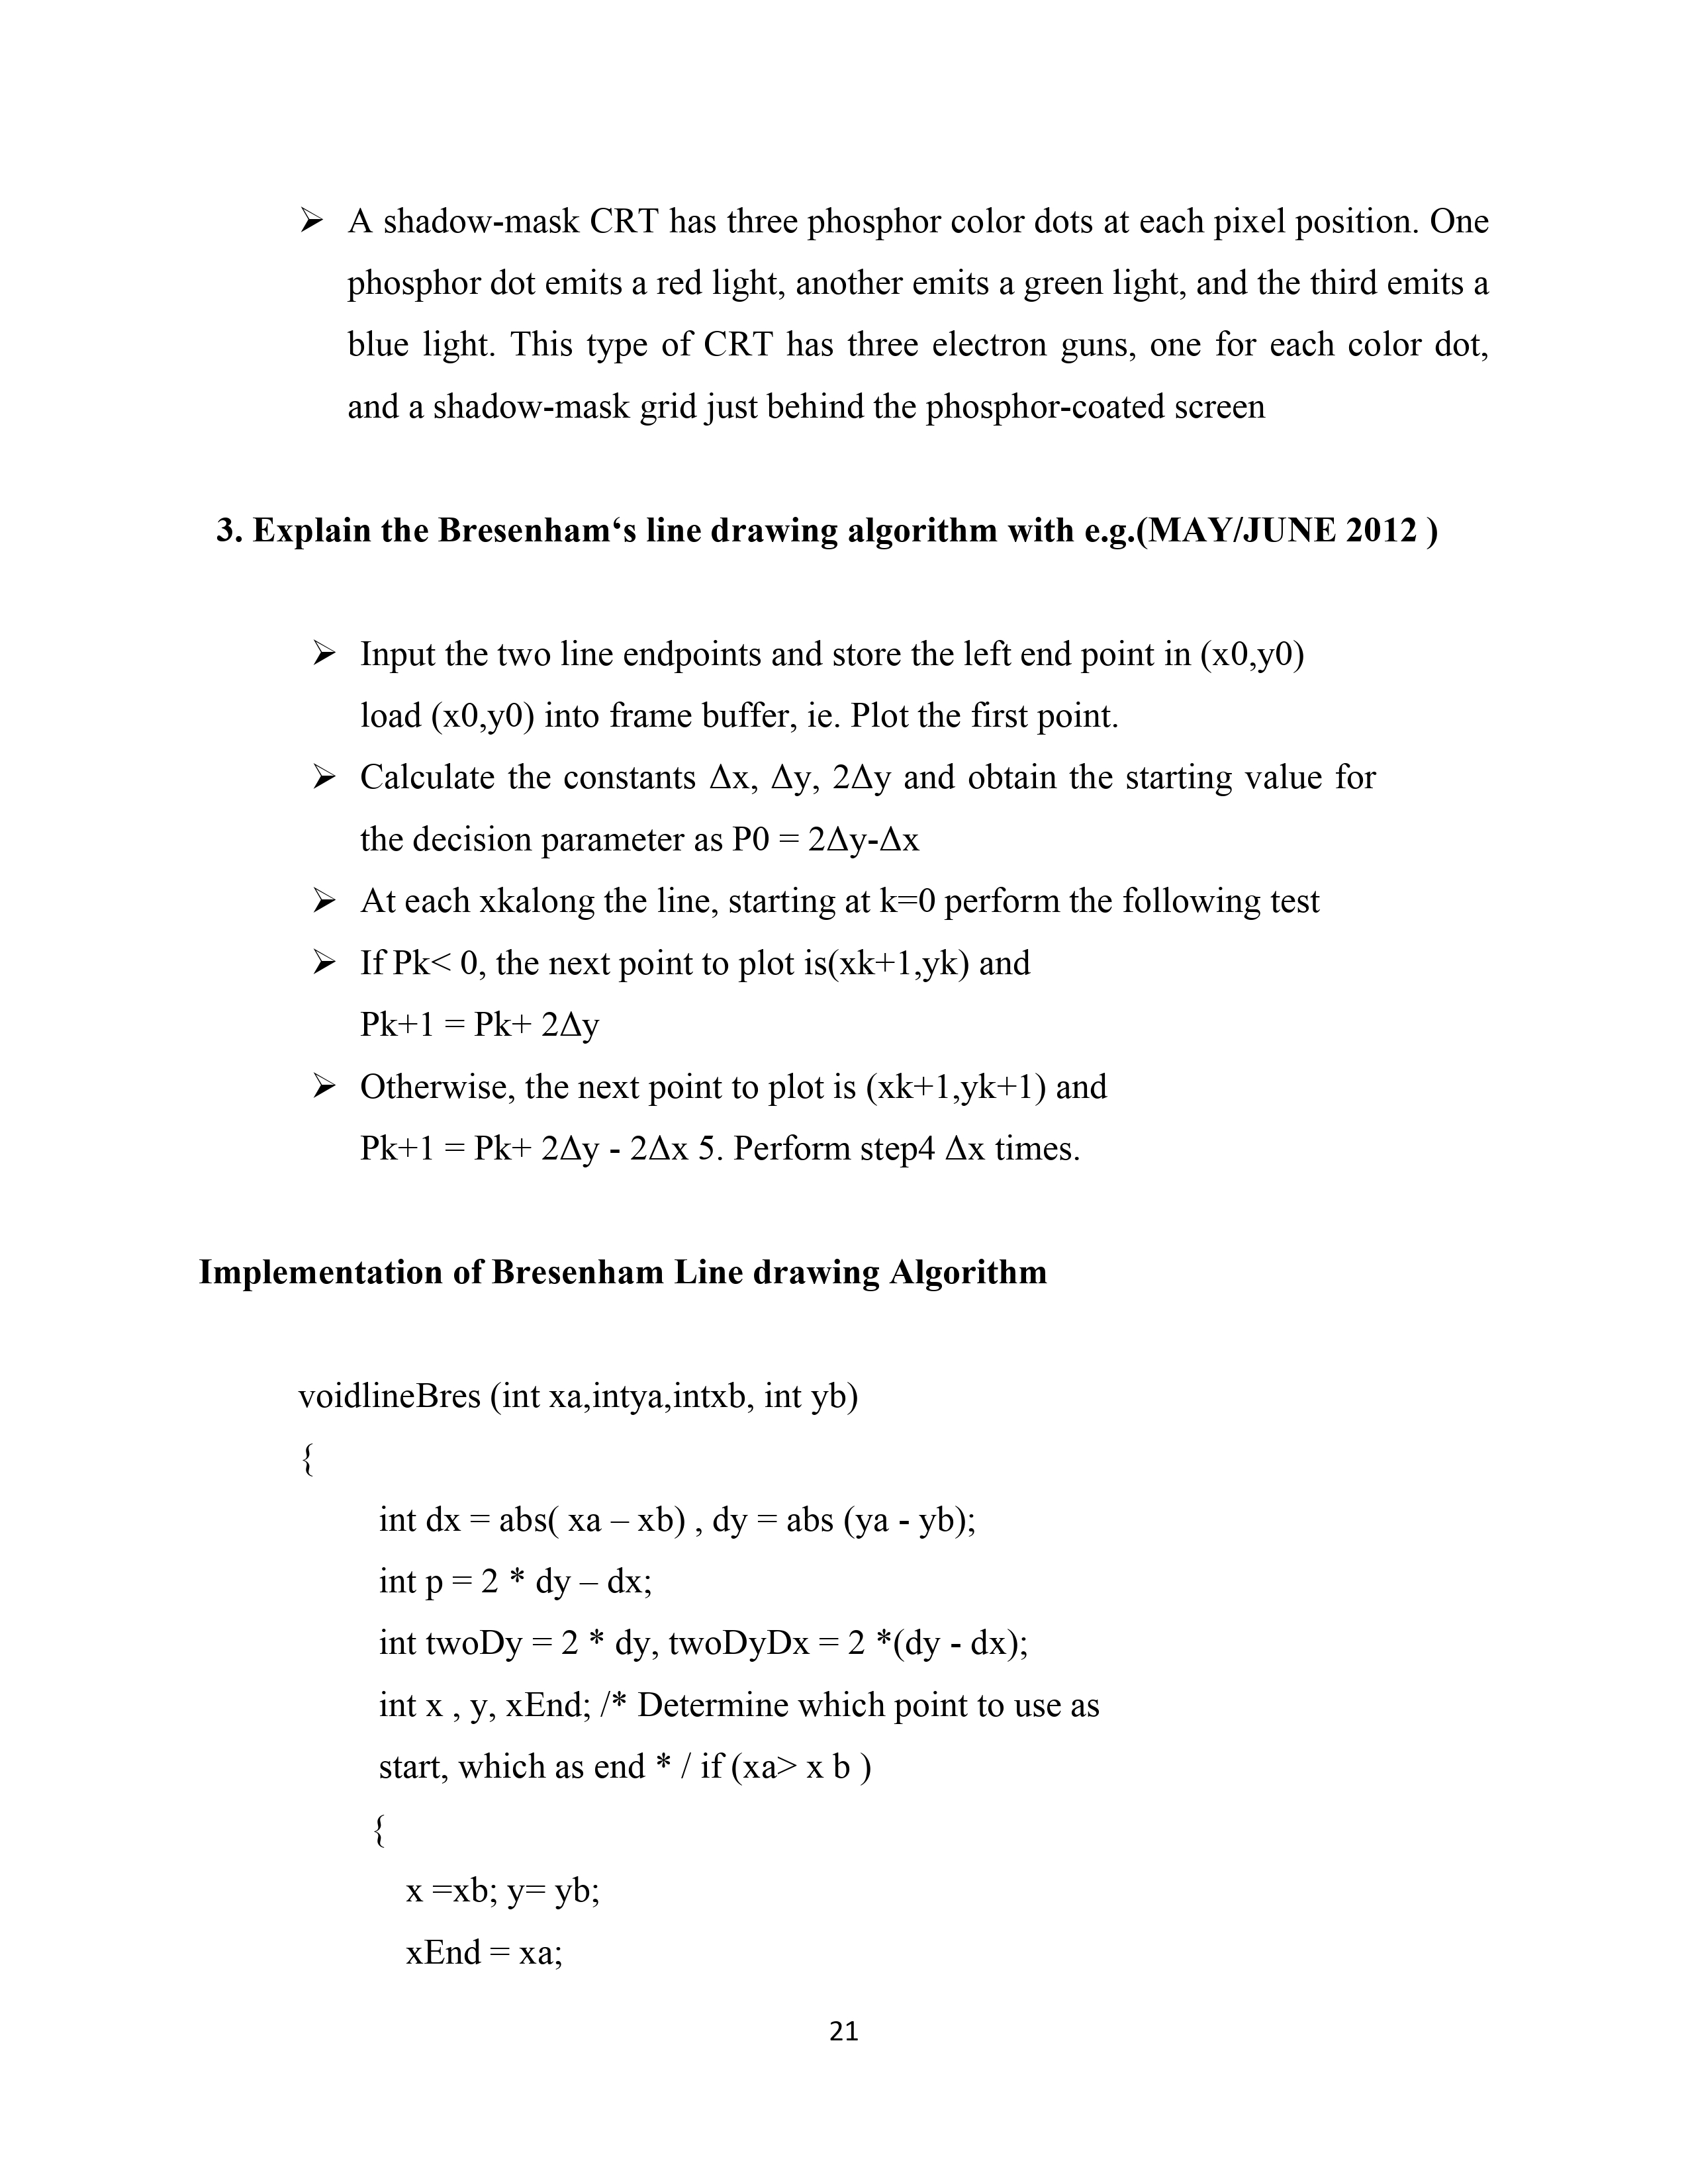 ➢ A shadow-mask CRT has three phosphor color dots at each pixel position. One
phosphor dot emits a red light, another emits a green light, and the third emits a
blue light. This type of CRT has three electron guns, one for each color dot,
and a shadow-mask grid just behind the phosphor-coated screen
3. Explain the Bresenham‘s line drawing algorithm with e.g.(MAY/JUNE 2012 )
➢ Input the two line endpoints and store the left end point in (x0,y0)
load (x0,y0) into frame buffer, ie. Plot the first point.
➢ Calculate the constants Δx, Δy, 2Δy and obtain the starting value for
the decision parameter as P0 = 2Δy-Δx
➢ At each xkalong the line, starting at k=0 perform the following test
➢ If Pk< 0, the next point to plot is(xk+1,yk) and
Pk+1 = Pk+ 2Δy
➢ Otherwise, the next point to plot is (xk+1,yk+1) and
Pk+1 = Pk+ 2Δy - 2Δx 5. Perform step4 Δx times.
Implementation of Bresenham Line drawing Algorithm
voidlineBres (int xa,intya,intxb, int yb)
{
int dx = abs( xa – xb) , dy = abs (ya - yb);
int p = 2 * dy – dx;
int twoDy = 2 * dy, twoDyDx = 2 *(dy - dx);
int x , y, xEnd; /* Determine which point to use as
start, which as end * / if (xa> x b )
{
x =xb; y= yb;
xEnd = xa;
21